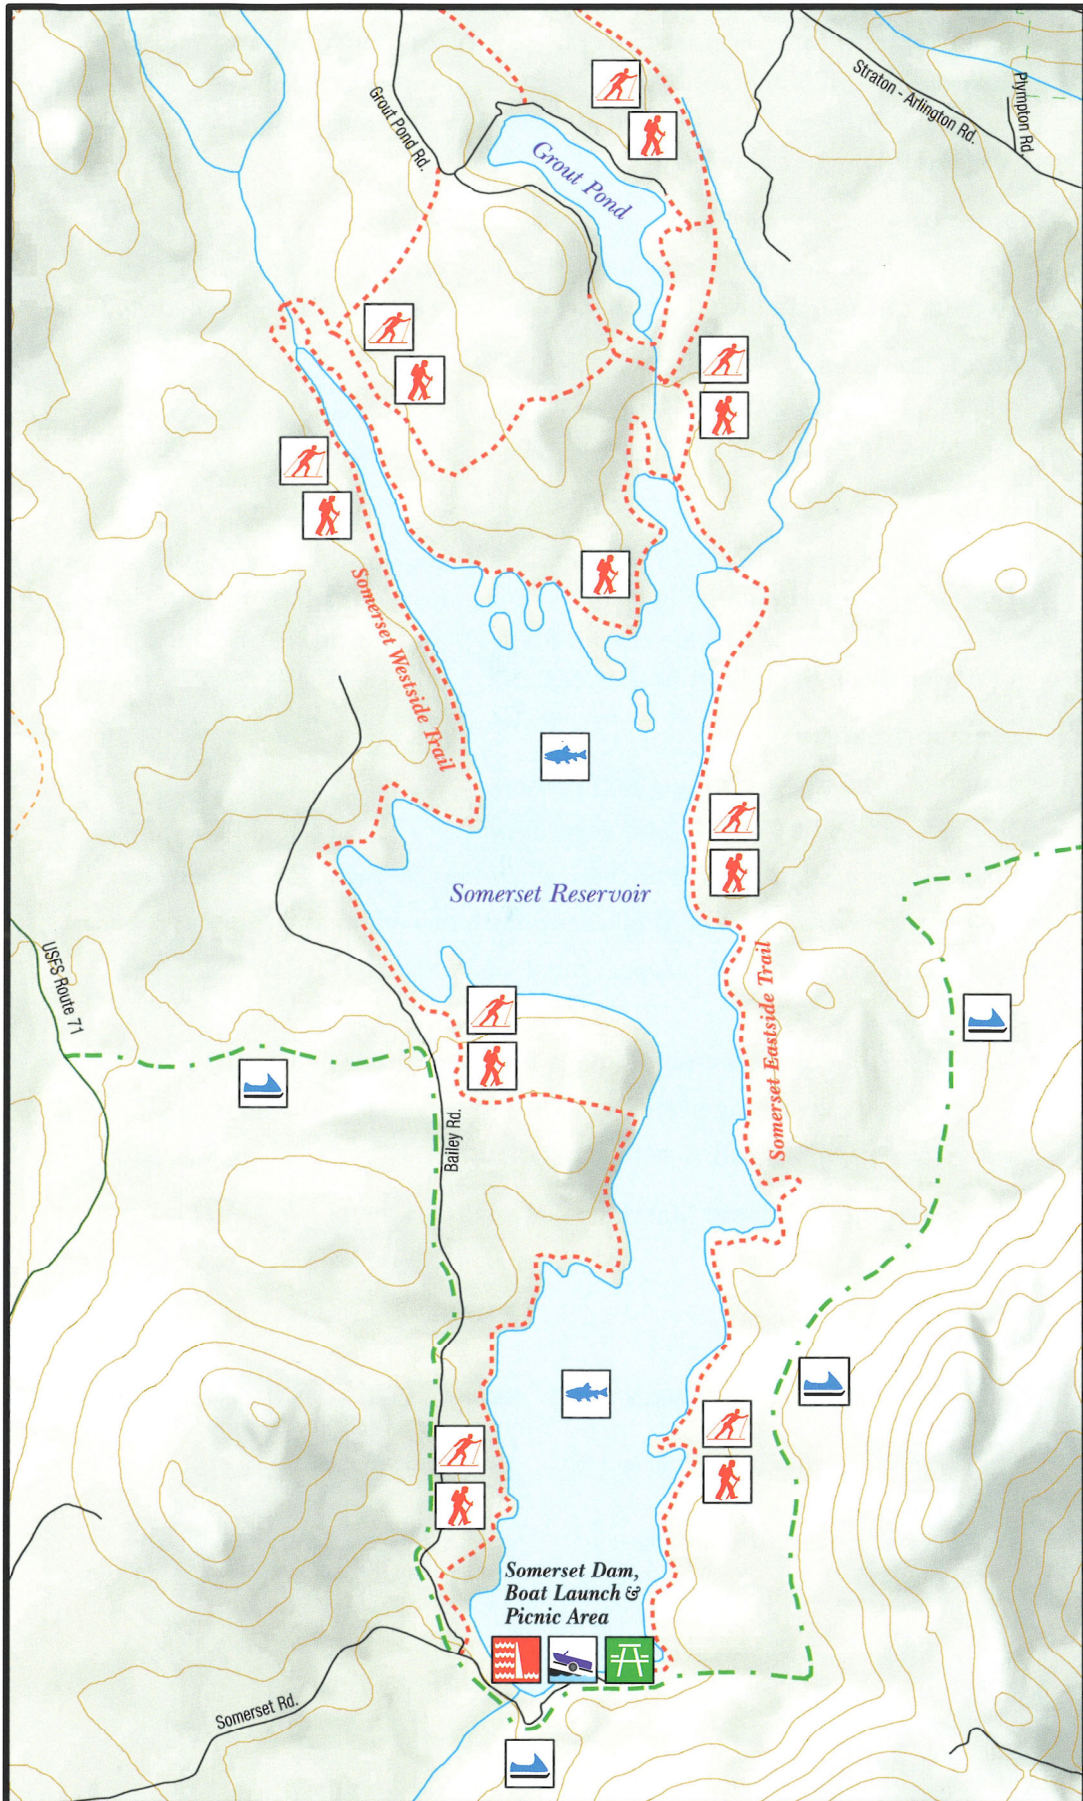 Straton - Arlington Rd.
Plympton Rd.
Grout Pond Rd.
Grout Pond
Somerset Westside Trail
Somerset Reservoir
USFS Route 71
Somerset Eastside Trail
Bailey Rd.
Somerset Dam,
Boat Launch &
Picnic Area
Somerset Rd.